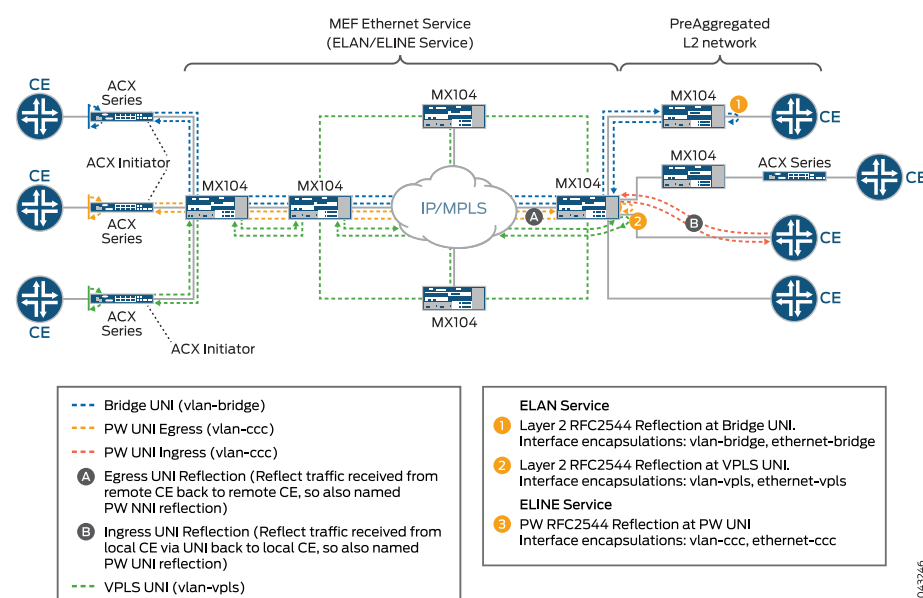 MEF Ethernet Service
(ELAN/ELINE Service)
PreAggregated
L2 network
CE
ACX
Series
MX104
MX104
1
CE
ACX Initiator
MX104
ACX Series
CE
CE
ACX
Series
MX104
MX104
IP/MPLS
MX104
A
2
B
CE
CE
ACX
Series
MX104
CE
ACX Initiator
Bridge UNI (vlan-bridge)
PW UNI Egress (vlan-ccc)
PW UNI Ingress (vlan-ccc)
A Egress UNI Reflection (Reflect traffic received from
remote CE back to remote CE, so also named
PW NNI reflection)
B Ingress UNI Reflection (Reflect traffic received from
local CE via UNI back to local CE, so also named
PW UNI reflection)
VPLS UNI (vlan-vpls)
ELAN Service
1 Layer 2 RFC2544 Reflection at Bridge UNI.
Interface encapsulations: vlan-bridge, ethernet-bridge
2 Layer 2 RFC2544 Reflection at VPLS UNI.
Interface encapsulations: vlan-vpls, ethernet-vpls
ELINE Service
3 PW RFC2544 Reflection at PW UNI
Interface encapsulations: vlan-ccc, ethernet-ccc